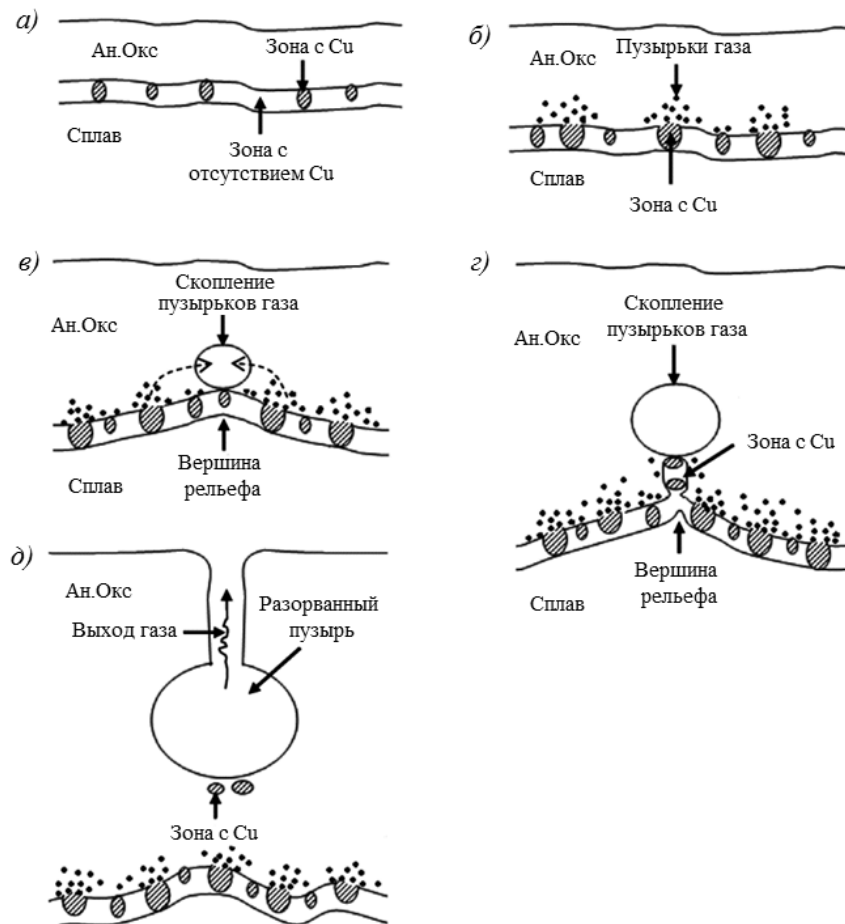 а)
Зона с Cu
Ан.Окс
Сплав
Зона с
отсутствием Cu
б)
Пузырьки газа
Ан.Окс
Сплав
Зона с Cu
в)
Скопление
пузырьков газа
Ан.Окс
Вершина
рельефа
Сплав
г)
Скопление
пузырьков газа
Ан.Окс
Зона с Cu
Вершина
рельефа
Сплав
д)
Ан.Окс
Разорванный
пузырь
Выход газа
Зона с Cu